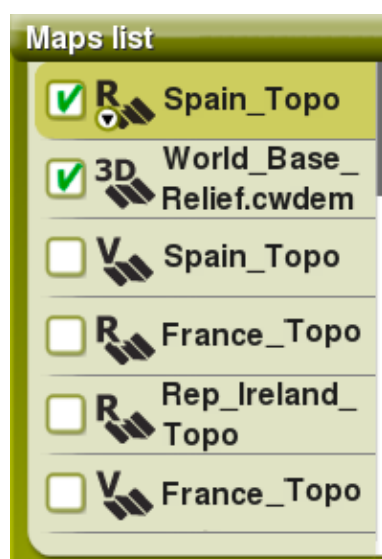 Maps list
R Spain_Topo
3D World_Base_
Relief.cwdem
V Spain_Topo
R France_Topo
R Rep_Ireland_
Topo
V France_Topo